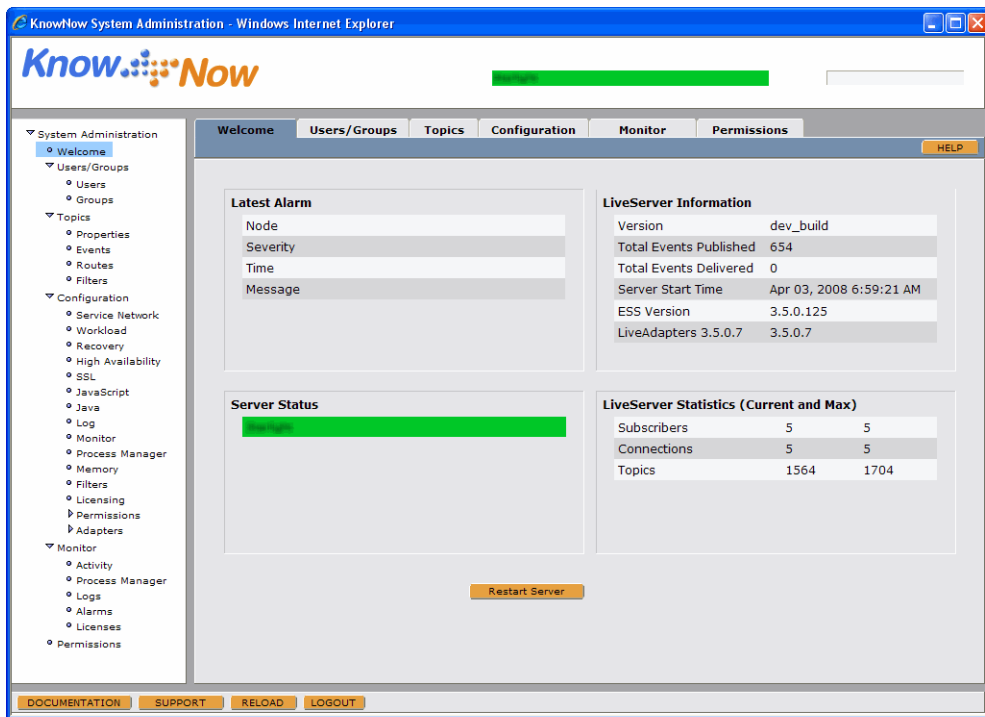 KnowNow System Administration - Windows Internet Explorer
Know Now
System Administration
Welcome
Users/Groups
Users
Groups
Topics
Properties
Events
Routes
Filters
Configuration
Service Network
Workload
Recovery
High Availability
SSL
JavaScript
Java
Log
Monitor
Process Manager
Memory
Filters
Licensing
Permissions
Adapters
Monitor
Activity
Process Manager
Logs
Alarms
Licenses
Permissions
Welcome Users/Groups Topics Configuration Monitor Permissions
HELP
Latest Alarm
Node
Severity
Time
Message
LiveServer Information
Version dev_build
Total Events Published 654
Total Events Delivered 0
Server Start Time Apr 03, 2008 6:59:21 AM
ESS Version 3.5.0.125
LiveAdapters 3.5.0.7 3.5.0.7
Server Status
LiveServer Statistics (Current and Max)
Subscribers 5 5
Connections 5 5
Topics 1564 1704
Restart Server
DOCUMENTATION SUPPORT RELOAD LOGOUT